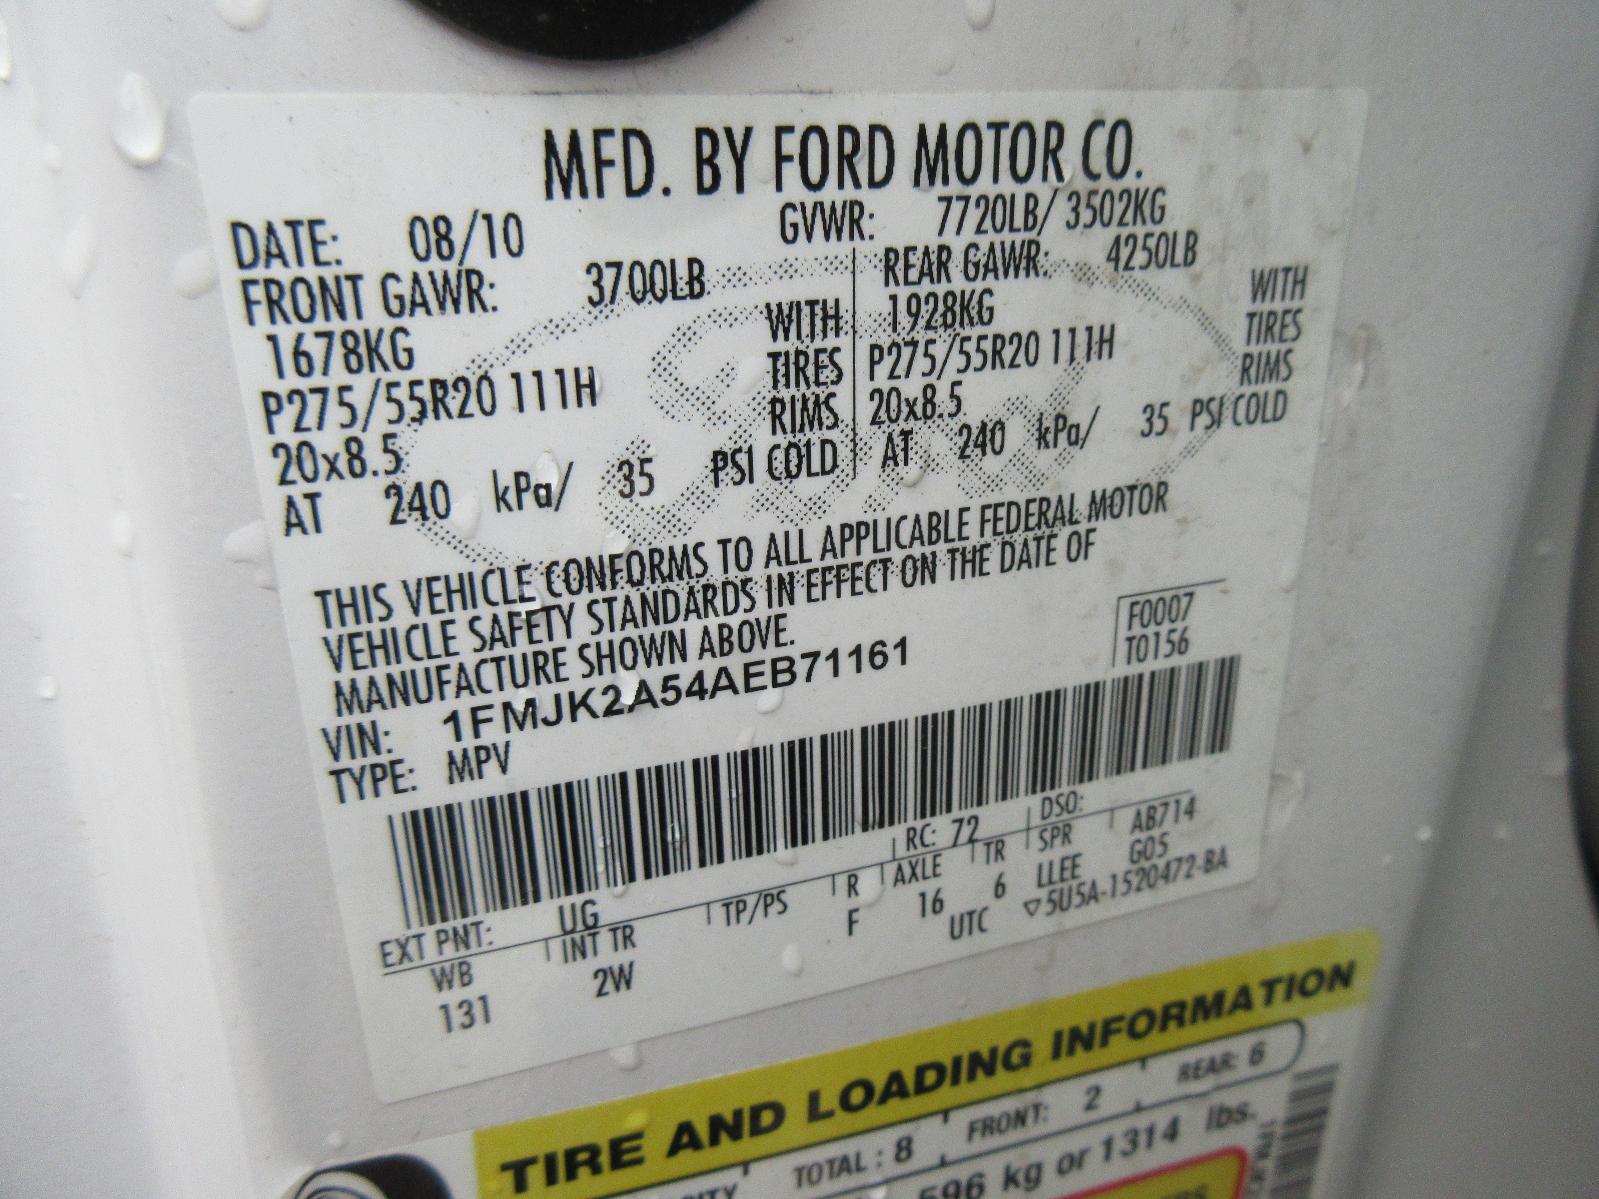 MFD. BY FORD MOTOR CO.
DATE: 08/10 GVWR: 7720LB/ 3502KG
FRONT GAWR: 3700LB REAR GAWR: 4250LB
1678KG WITH 1928KG WITH
P275/55R20 111H TIRES P275/55R20 111H TIRES
20x8.5 RIMS 20x8.5 RIMS
AT 240 kPa/ 35 PSI COLD AT 240 kPa/ 35 PSI COLD
THIS VEHICLE CONFORMS TO ALL APPLICABLE FEDERAL MOTOR
VEHICLE SAFETY STANDARDS IN EFFECT ON THE DATE OF
MANUFACTURE SHOWN ABOVE.
F0007
T0156
VIN: 1FMJK2A54AEB71161
TYPE: MPV
EXT PNT: UG RC: 72 DSO: AB714
WB INT TR TP/PS R AXLE TR SPR G05
131 2W F 16 6 LLEE
UTC ▽5U5A-1520472-BA
TIRE AND LOADING INFORMATION
TOTAL : 8 FRONT: 2 REAR: 6
596 kg or 1314 lbs.